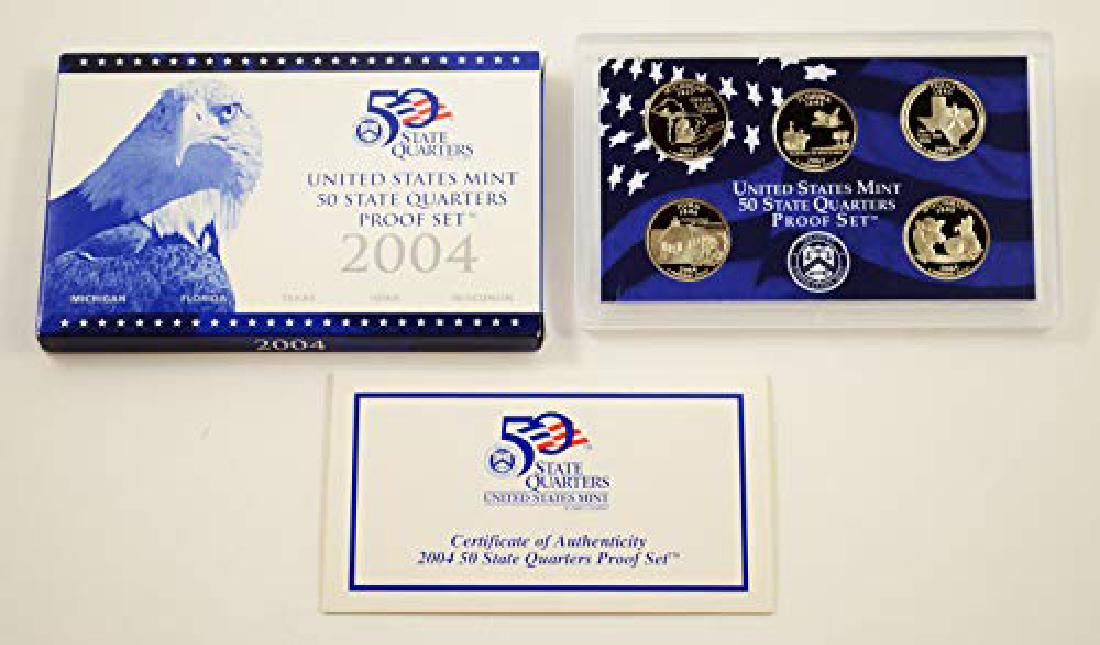 50
STATE
QUARTERS
UNITED STATES MINT
50 STATE QUARTERS
PROOF SET™
2004
MICHIGAN FLORIDA TEXAS IOWA WISCONSIN
2004
UNITED STATES MINT
50 STATE QUARTERS
PROOF SET™
50
STATE
QUARTERS
UNITED STATES MINT
Certificate of Authenticity
2004 50 State Quarters Proof Set™